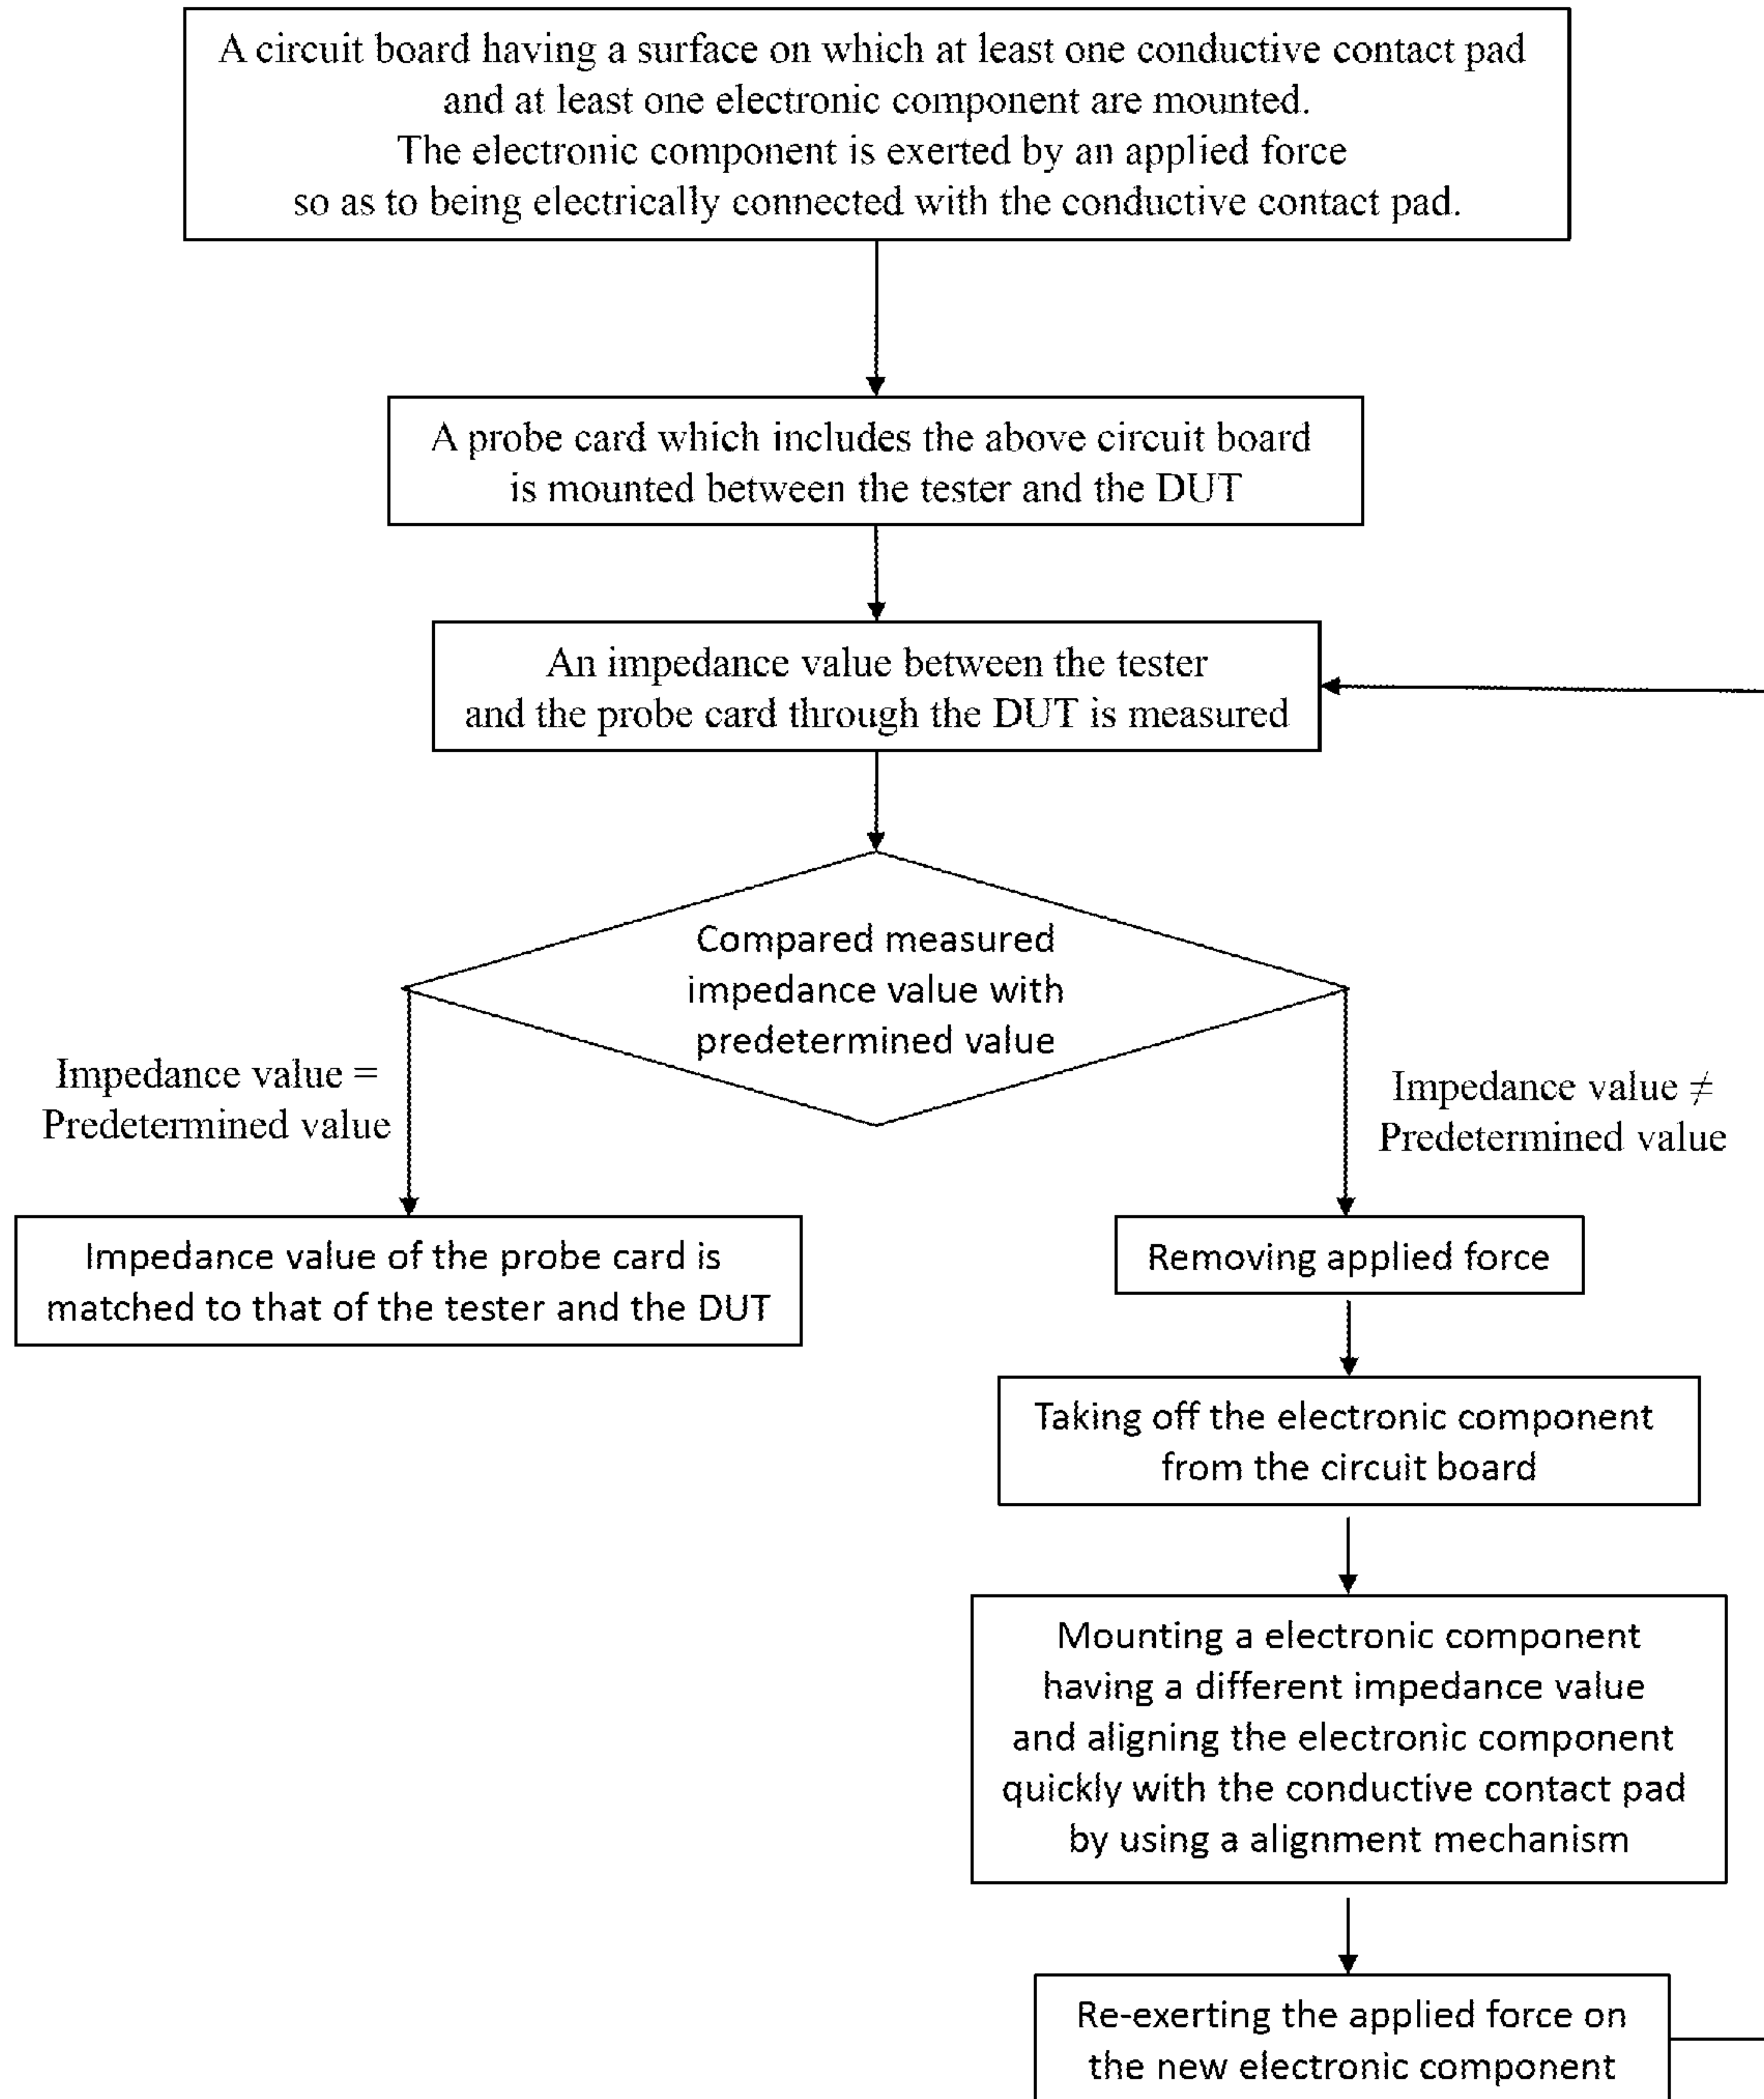 A circuit board having a surface on which at least one conductive contact pad
and at least one electronic component are mounted.
The electronic component is exerted by an applied force
so as to being electrically connected with the conductive contact pad.
A probe card which includes the above circuit board
is mounted between the tester and the DUT
An impedance value between the tester
and the probe card through the DUT is measured
Compared measured
impedance value with
predetermined value
Impedance value =
Predetermined value
Impedance value ≠
Predetermined value
Impedance value of the probe card is
matched to that of the tester and the DUT
Removing applied force
Taking off the electronic component
from the circuit board
Mounting a electronic component
having a different impedance value
and aligning the electronic component
quickly with the conductive contact pad
by using a alignment mechanism
Re-exerting the applied force on
the new electronic component